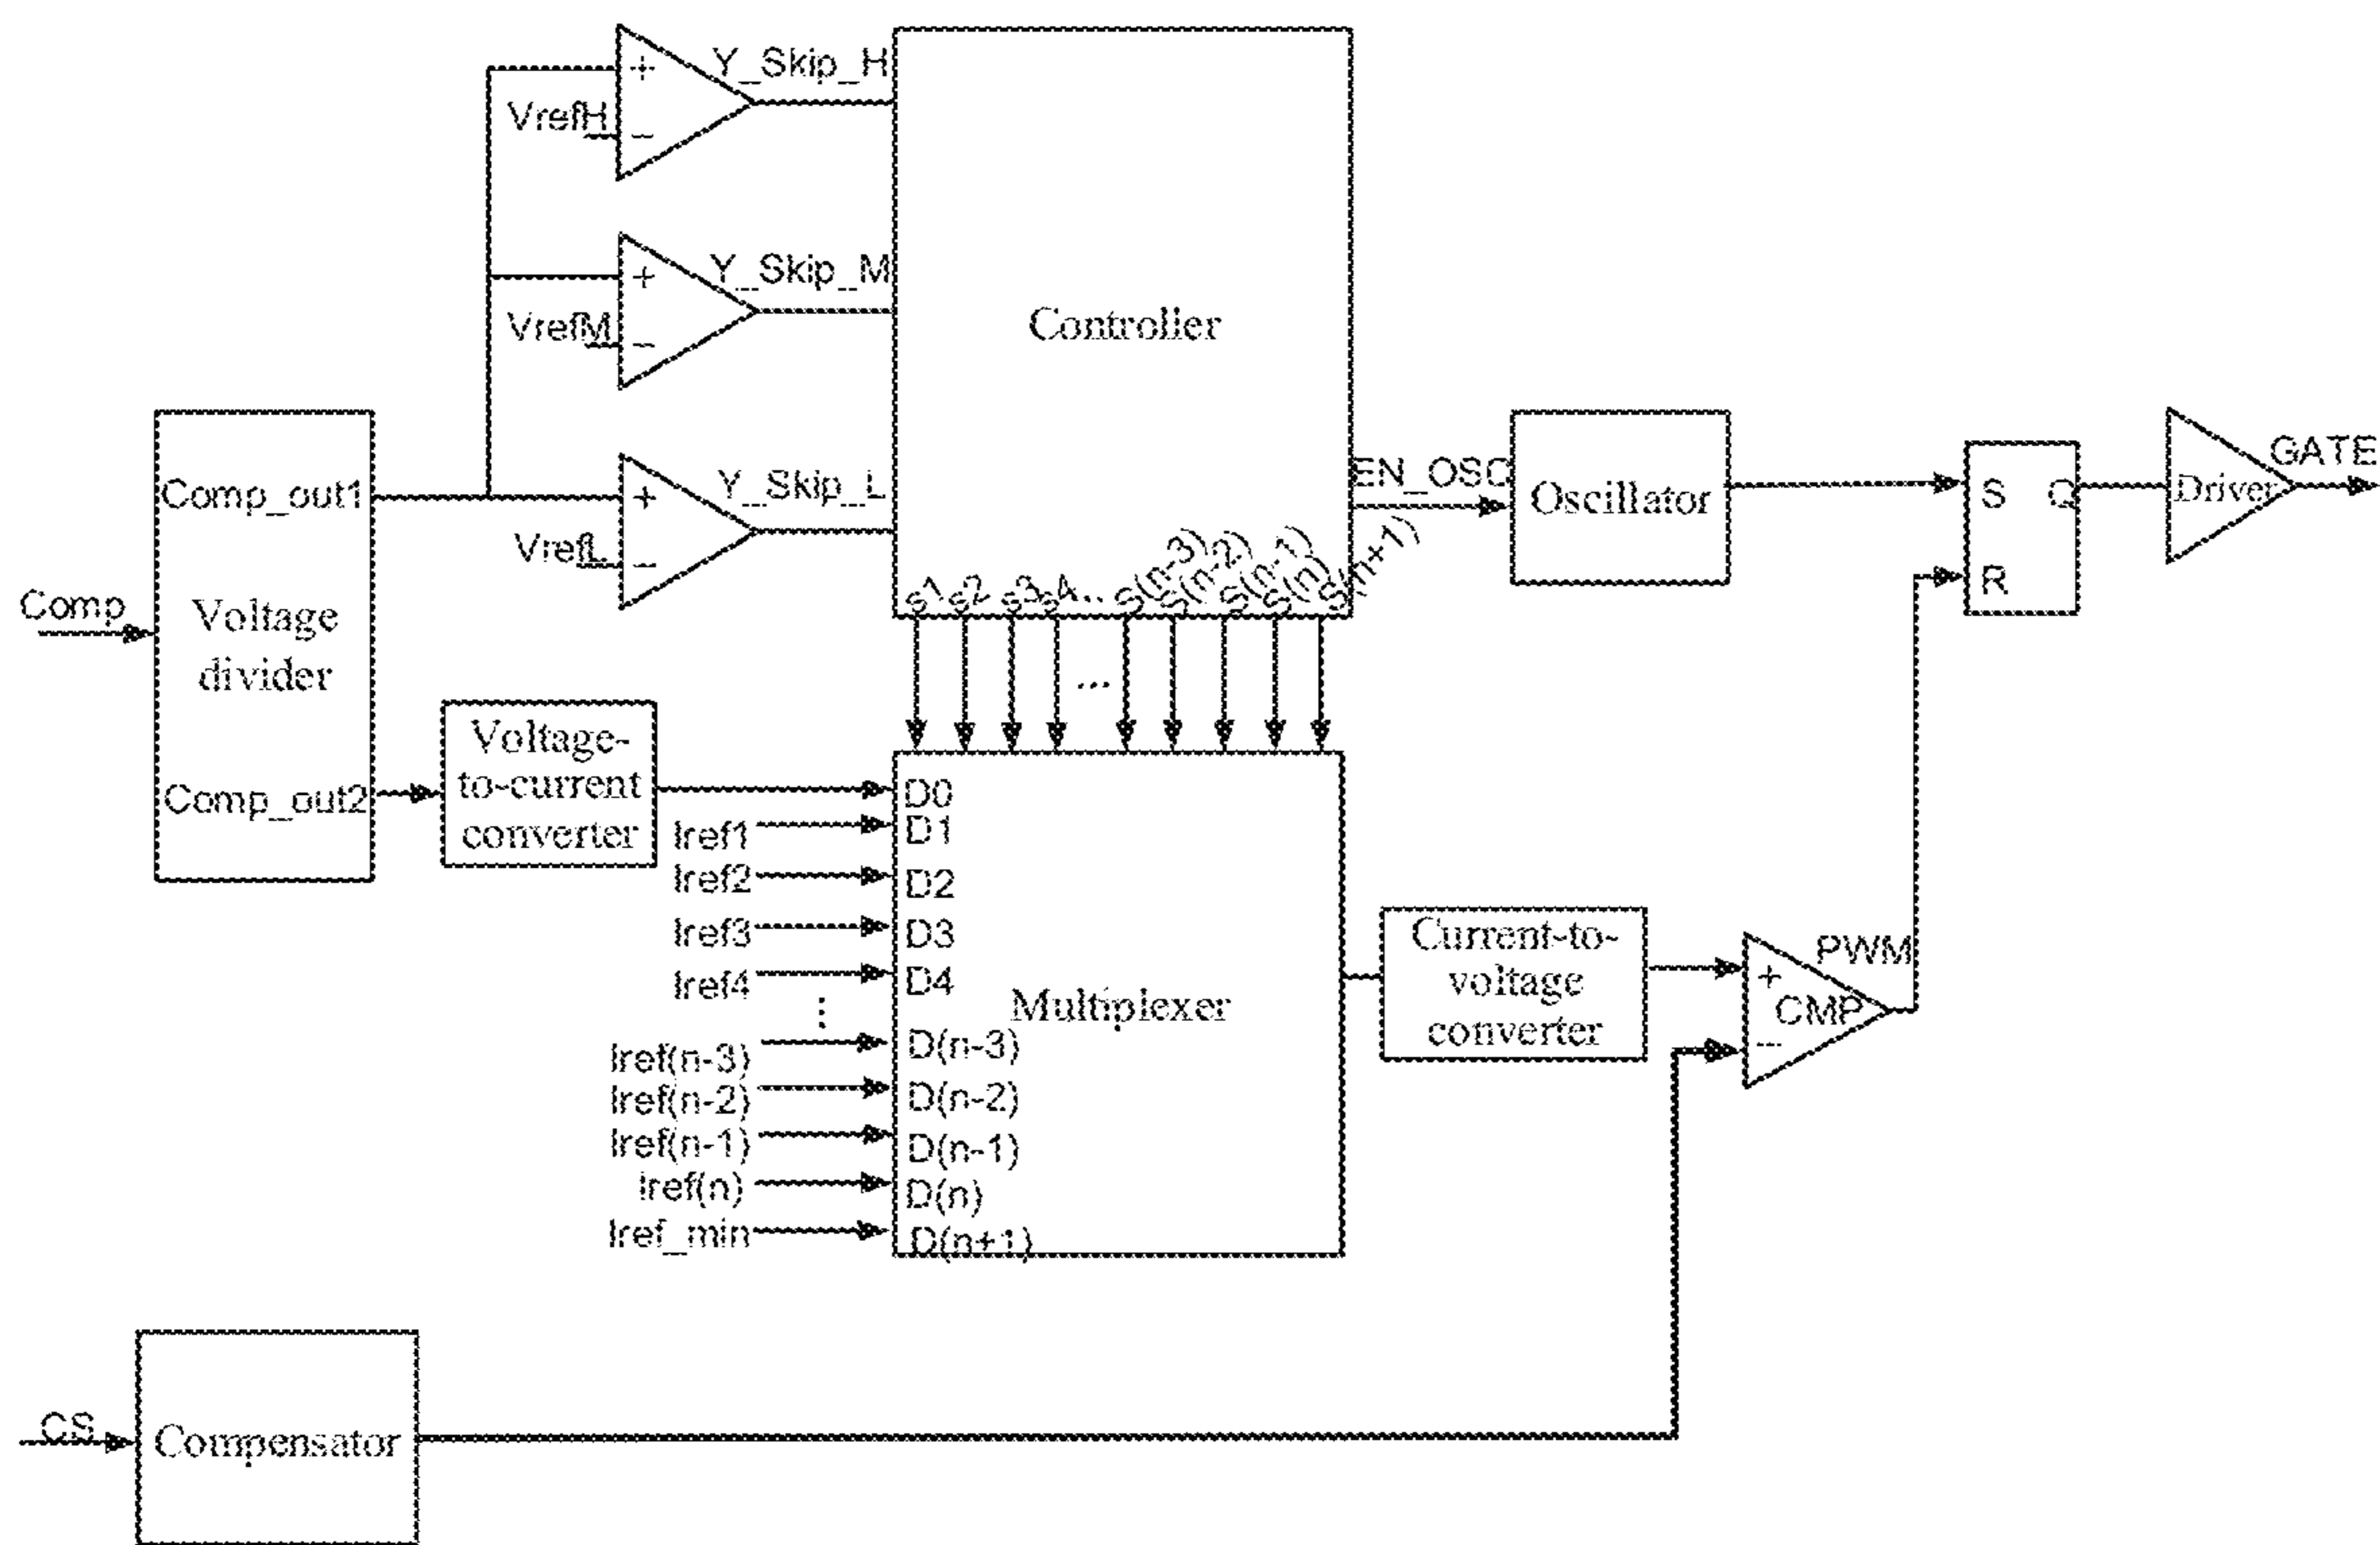 Y_Skip_H
+
VrefH
−
Y_Skip_M
+
VrefM
−
Controller
Y_Skip_L
+
VrefL
−
Comp_out1
Comp
Voltage
divider
Comp_out2
EN_OSC
Oscillator
S
Q
R
Driver
GATE
s1
s2
s3
s4
...
S(n-3)
S(n-2)
S(n-1)
S(n)
S(n+1)
...
Voltage-
to-current
converter
D0
Iref1
D1
Iref2
D2
Iref3
D3
Iref4
D4
...
Iref(n-3)
D(n-3)
Iref(n-2)
D(n-2)
Iref(n-1)
D(n-1)
Iref(n)
D(n)
Iref_min
D(n+1)
Multiplexer
Current-to-
voltage
converter
+
CMP
−
PWM
CS
Compensator